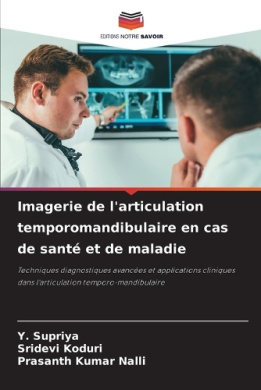 EDITIONS NOTRE SAVOIR
Imagerie de l'articulation
temporomandibulaire en cas
de santé et de maladie
Techniques diagnostiques avancées et applications cliniques
dans l'articulation temporo-mandibulaire
Y. Supriya
Sridevi Koduri
Prasanth Kumar Nalli